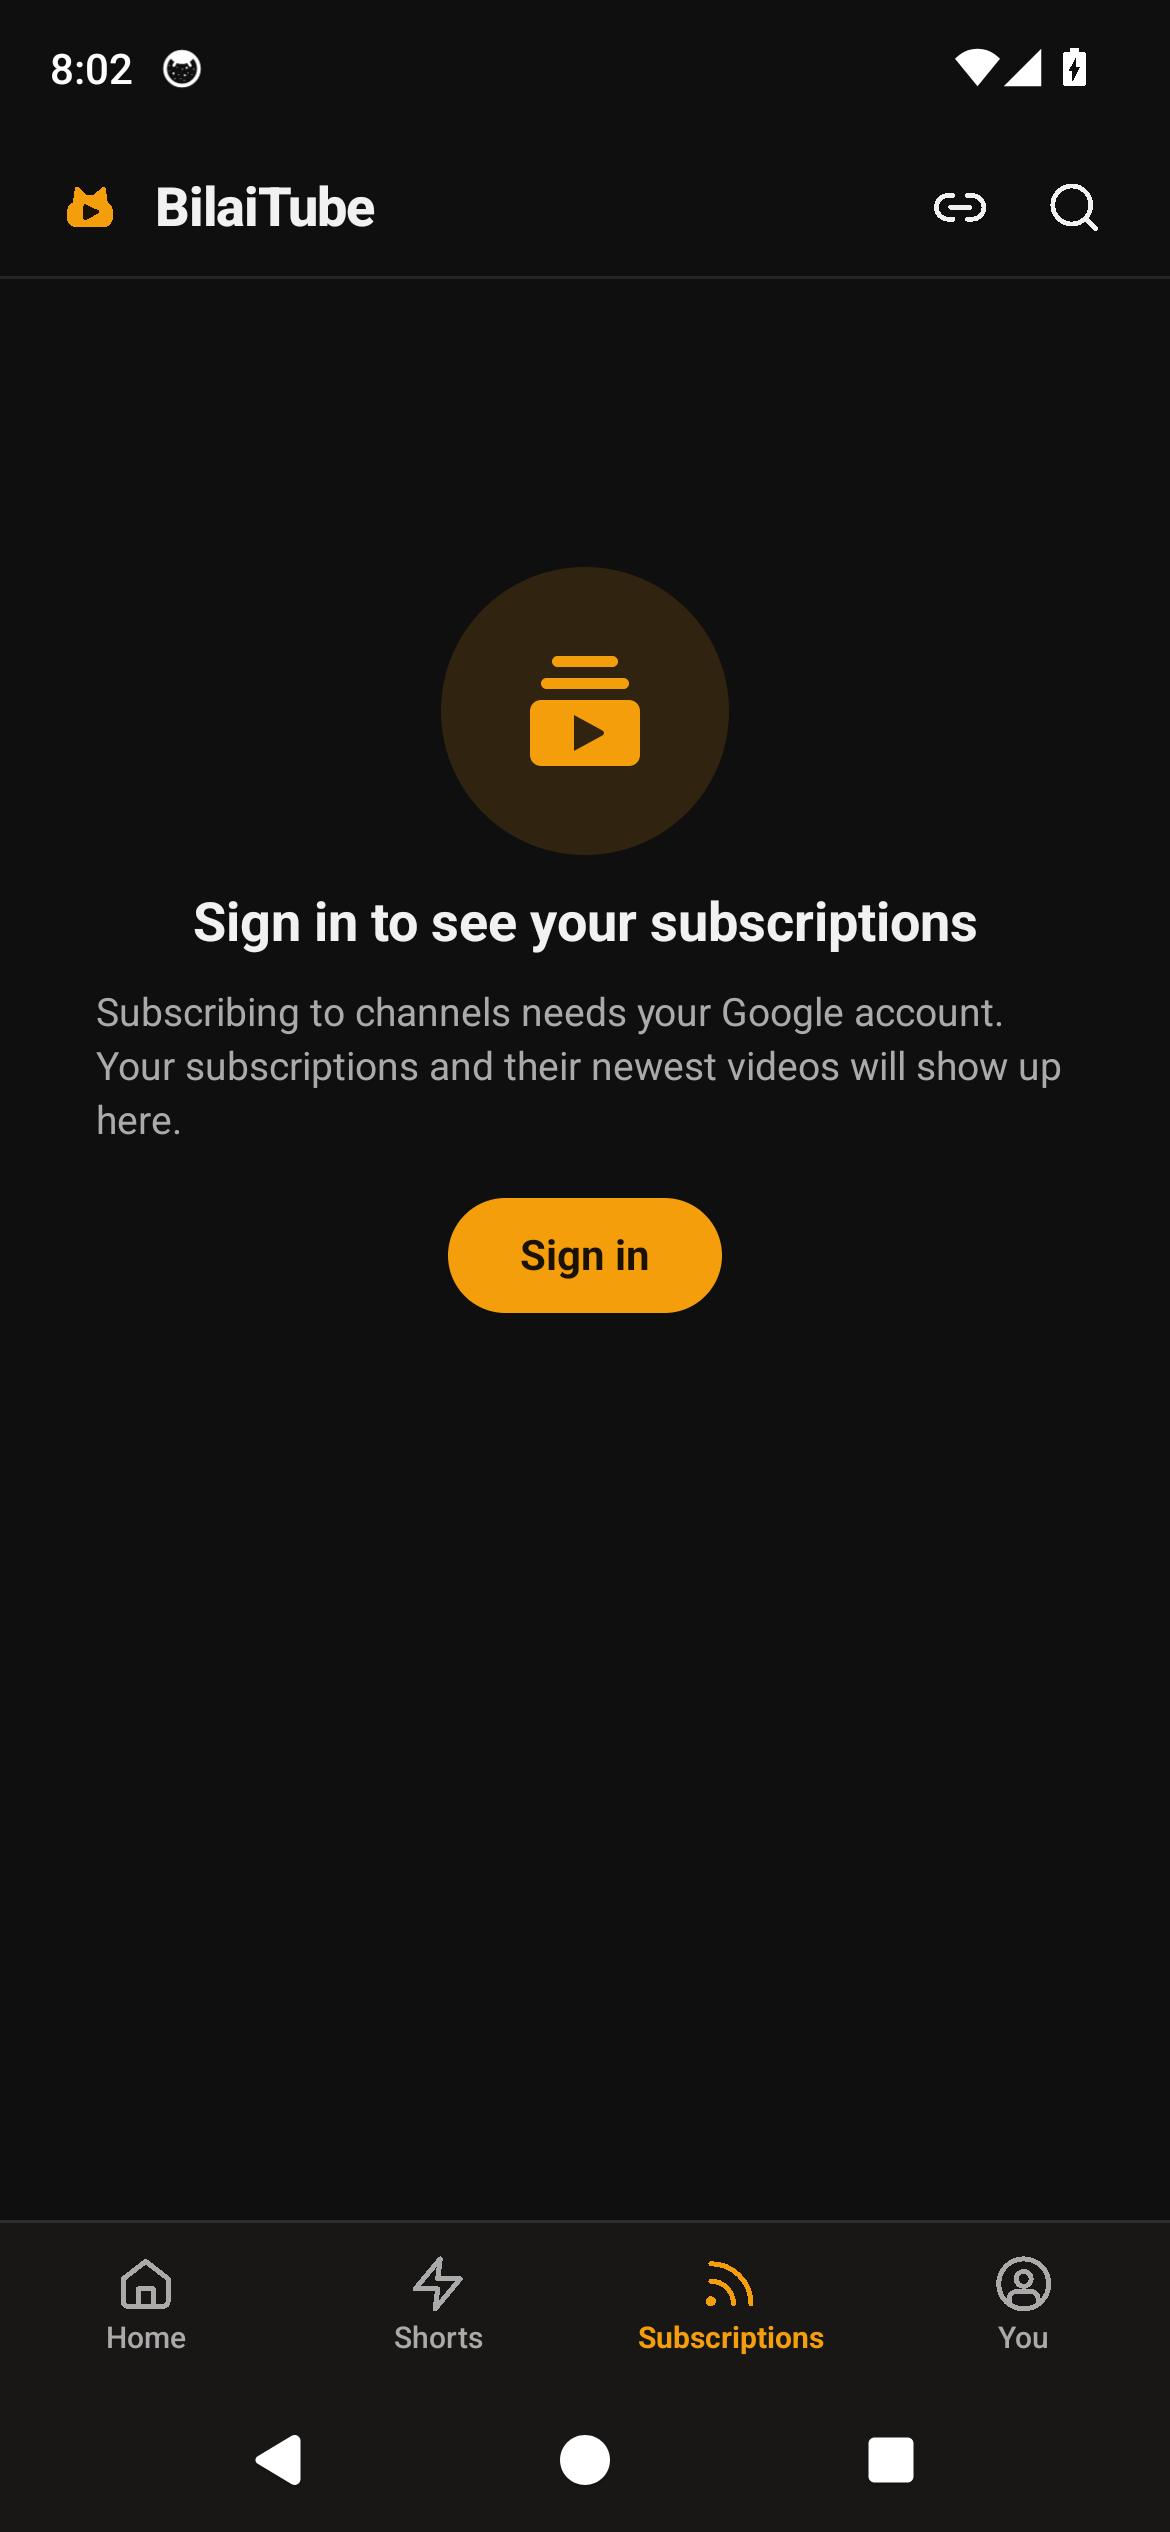 8:02
BilaiTube
Sign in to see your subscriptions
Subscribing to channels needs your Google account.
Your subscriptions and their newest videos will show up
here.
Sign in
Home
Shorts
Subscriptions
You